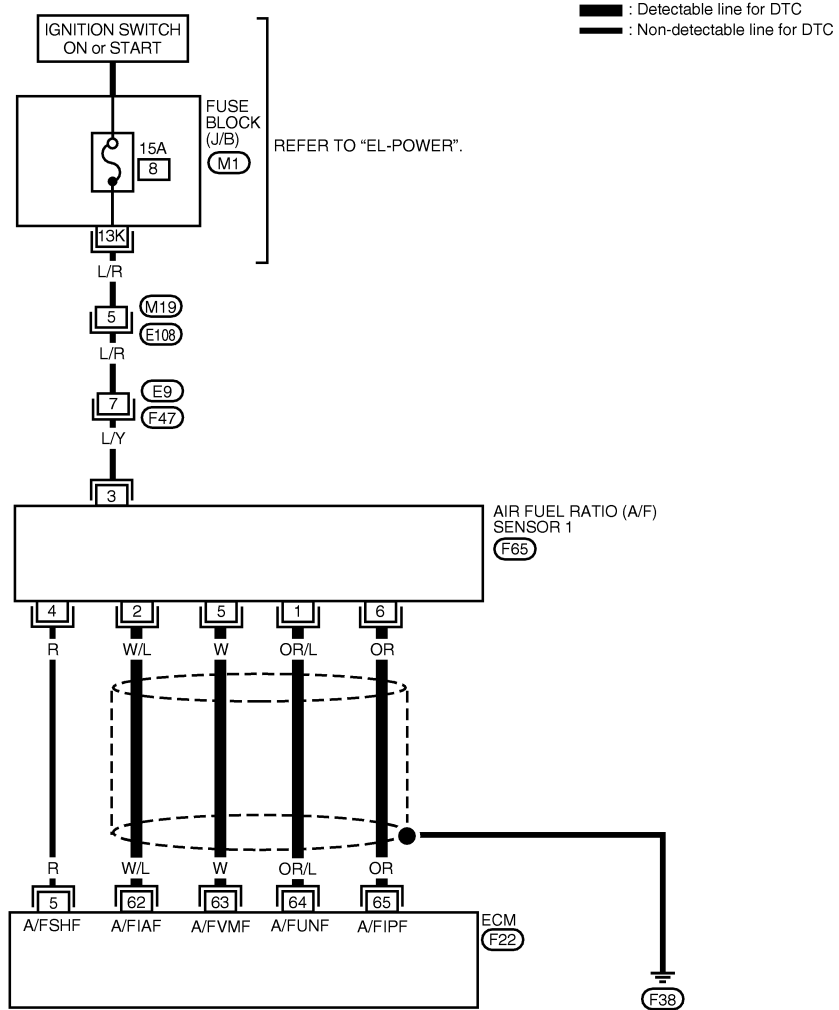 : Detectable line for DTC
: Non-detectable line for DTC
IGNITION SWITCH
ON or START
FUSE
BLOCK
(J/B)
M1
15A
8
REFER TO “EL-POWER”.
13K
L/R
5
M19
E108
L/R
7
E9
F47
L/Y
3
AIR FUEL RATIO (A/F)
SENSOR 1
F65
4 2 5 1 6
R W/L W OR/L OR
R W/L W OR/L OR
5 62 63 64 65
A/FSHF A/FIAF A/FVMF A/FUNF A/FIPF
ECM
F22
F38